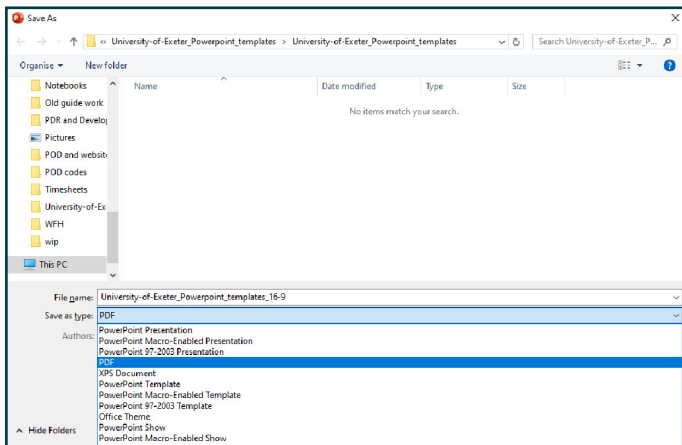 Save As
« University-of-Exeter_Powerpoint_templates > University-of-Exeter_Powerpoint_templates
Search University-of-Exeter_P...
Organise
New folder
Name
Date modified
Type
Size
No items match your search.
Notebooks
Old guide work
PDR and Develop
Pictures
POD and websit
POD codes
Timesheets
University-of-Ex
WFH
wip
This PC
File name: University-of-Exeter_Powerpoint_templates_16-9
Save as type: PDF
Authors:
PowerPoint Presentation
PowerPoint Macro-Enabled Presentation
PowerPoint 97-2003 Presentation
PDF
XPS Document
PowerPoint Template
PowerPoint Macro-Enabled Template
PowerPoint 97-2003 Template
Office Theme
PowerPoint Show
PowerPoint Macro-Enabled Show
Hide Folders